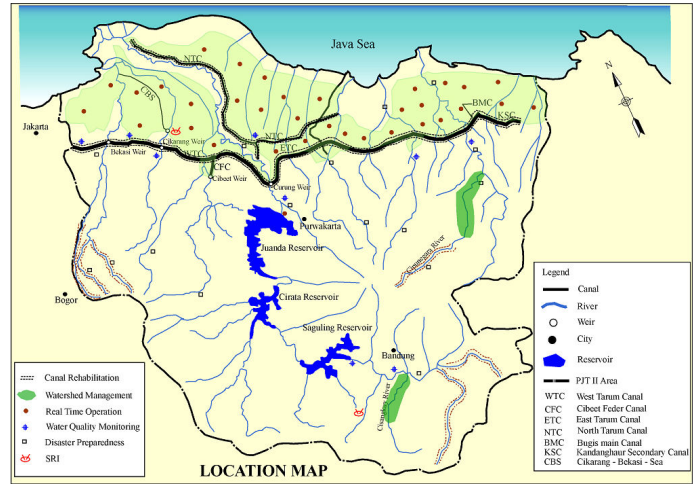 Java Sea
N
NTC
CBS
BMC
KSC
Jakarta
Cikarang Weir
Bekasi Weir
WTC
NTC
ETC
CFC
Cibeet Weir
Curung Weir
Purwakarta
Juanda Reservoir
Bogor
Cirata Reservoir
Saguling Reservoir
Bandung
River
River
LOCATION MAP
Canal Rehabilitation
Watershed Management
Real Time Operation
Water Quality Monitoring
Disaster Preparedness
SRI
Legend
Canal
River
Weir
City
Reservoir
PJT II Area
WTC West Tarum Canal
CFC Cibeet Feder Canal
ETC East Tarum Canal
NTC North Tarum Canal
BMC Bugis main Canal
KSC Kandanghaur Secondary Canal
CBS Cikarang - Bekasi - Sea